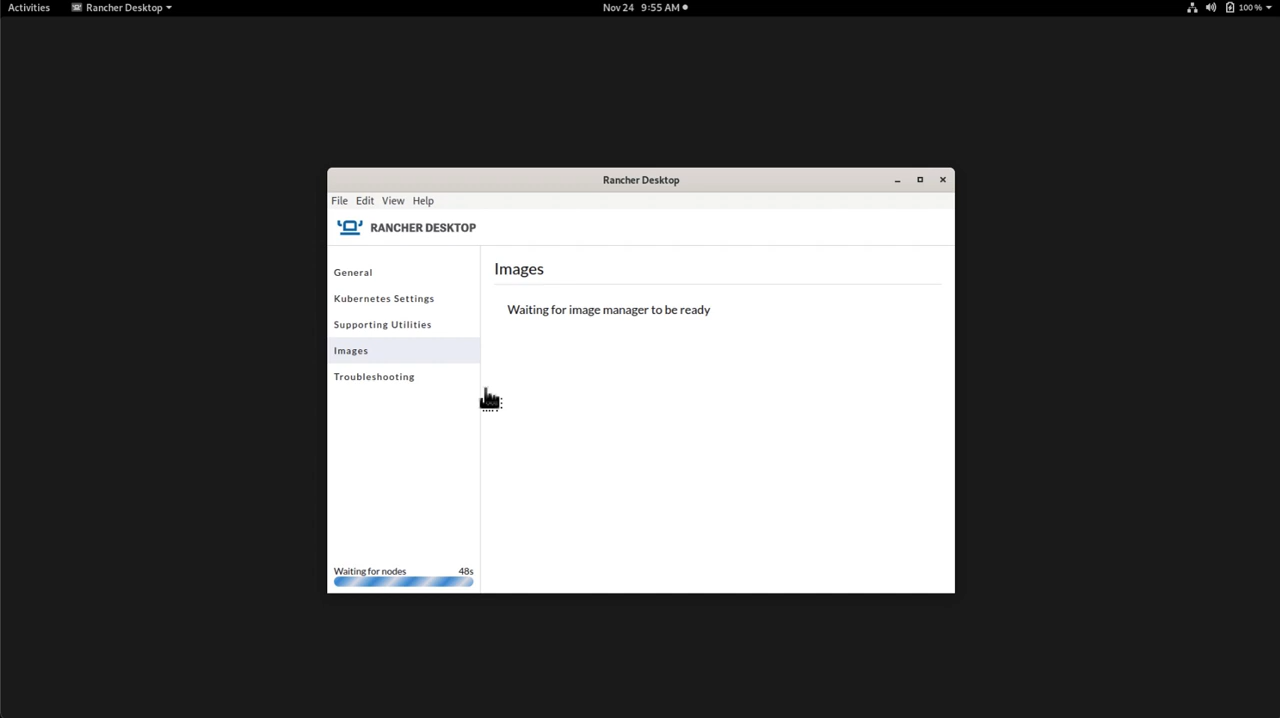 Activities Rancher Desktop Nov 24 9:55 AM 100 %
Rancher Desktop
File Edit View Help
RANCHER DESKTOP
General
Kubernetes Settings
Supporting Utilities
Images
Troubleshooting
Images
Waiting for image manager to be ready
Waiting for nodes 48s